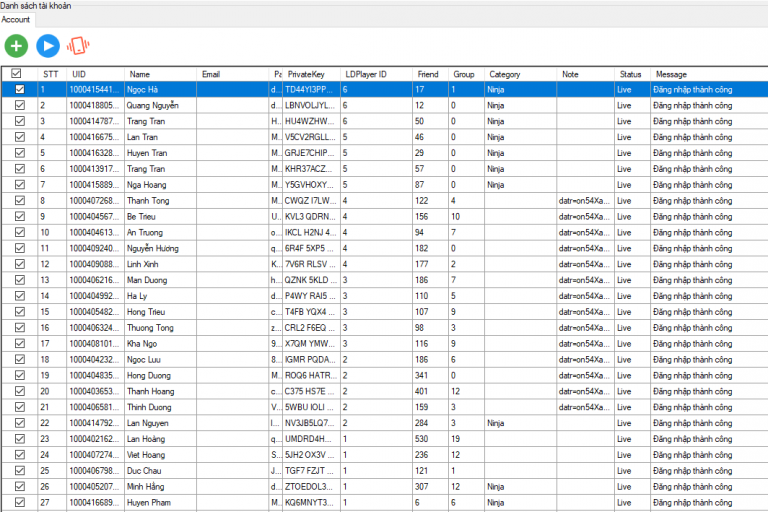 Danh sách tài khoản
Account
STT UID Name Email Pa PrivateKey LDPlayer ID Friend Group Category Note Status Message
1 1000415441... Ngọc Hà d... TD44YI3PP... 6 17 1 Ninja Live Đăng nhập thành công
2 1000418805... Quang Nguyễn d... LBNVOLJYL... 6 12 0 Ninja Live Đăng nhập thành công
3 1000414787... Trang Tran H... HU4WZHW... 6 50 0 Ninja Live Đăng nhập thành công
4 1000416675... Lan Tran M... V5CV2RGLL... 5 46 0 Ninja Live Đăng nhập thành công
5 1000416328... Huyen Tran M... GRJE7CHIP... 5 29 0 Ninja Live Đăng nhập thành công
6 1000413917... Trang Tran M... KHR37ACZ... 5 57 0 Ninja Live Đăng nhập thành công
7 1000415889... Nga Hoang M... Y5GVHOXY... 5 87 0 Ninja Live Đăng nhập thành công
8 1000407268... Thanh Tong M... CWQZ I7LW... 4 122 4 datr=on54Xa... Live Đăng nhập thành công
9 1000404567... Be Trieu U... KVL3 QDRN... 4 156 10 datr=on54Xa... Live Đăng nhập thành công
10 1000404613... An Truong o... IKCL H2NJ 4... 4 94 7 datr=on54Xa... Live Đăng nhập thành công
11 1000409240... Nguyễn Hương q... 6R4F 5XP5 ... 4 182 0 datr=on54Xa... Live Đăng nhập thành công
12 1000409088... Linh Xinh K... 7V6R RLSV ... 4 177 2 datr=on54Xa... Live Đăng nhập thành công
13 1000406216... Man Duong h... QZNK 5KLD ... 3 186 7 datr=on54Xa... Live Đăng nhập thành công
14 1000404992... Ha Ly d... P4WY RAI5 ... 3 110 5 datr=on54Xa... Live Đăng nhập thành công
15 1000405482... Hong Trieu c... T4FB YQX4 ... 3 107 9 datr=on54Xa... Live Đăng nhập thành công
16 1000406324... Thuong Tong z... CRL2 F6EQ ... 3 98 3 datr=on54Xa... Live Đăng nhập thành công
17 1000408101... Kha Ngo 9... X7QM YMW... 3 116 9 datr=on54Xa... Live Đăng nhập thành công
18 1000404232... Ngoc Luu 8... IGMR PQDA... 2 186 6 datr=on54Xa... Live Đăng nhập thành công
19 1000404835... Hong Duong M... ROQ6 HATR... 2 341 0 datr=on54Xa... Live Đăng nhập thành công
20 1000403653... Thanh Hoang c... C375 HS7E ... 2 401 12 datr=on54Xa... Live Đăng nhập thành công
21 1000406581... Thinh Duong V... 5WBU IOLI ... 2 159 3 datr=on54Xa... Live Đăng nhập thành công
22 1000414792... Lan Nguyen l... NV3JB5LQ7... 2 284 3 Ninja Live Đăng nhập thành công
23 1000402162... Lan Hoàng q... UMDRD4H... 1 530 19 Live Đăng nhập thành công
24 1000407274... Viet Hoang S... 5JH2 OX3V ... 1 236 12 Live Đăng nhập thành công
25 1000406798... Duc Chau J... TGF7 FZJT ... 1 121 1 Live Đăng nhập thành công
26 1000405207... Minh Hằng d... ZTOEDOL3... 1 307 12 Ninja Live Đăng nhập thành công
27 1000416689... Huyen Pham M... KQ6MNYT3... 1 6 6 Ninja Live Đăng nhập thành công